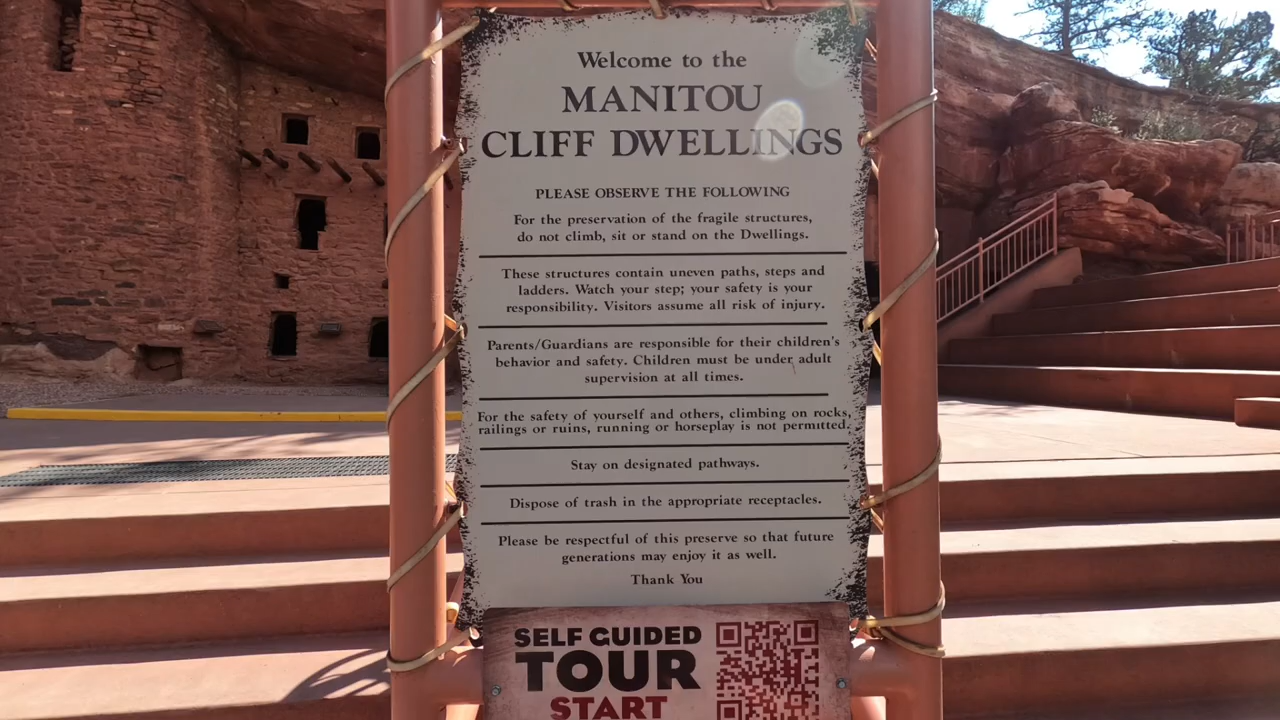 Welcome to the
MANITOU
CLIFF DWELLINGS
PLEASE OBSERVE THE FOLLOWING
For the preservation of the fragile structures,
do not climb, sit or stand on the Dwellings.
These structures contain uneven paths, steps and
ladders. Watch your step; your safety is your
responsibility. Visitors assume all risk of injury.
Parents/Guardians are responsible for their children's
behavior and safety. Children must be under adult
supervision at all times.
For the safety of yourself and others, climbing on rocks,
railings or ruins, running or horseplay is not permitted.
Stay on designated pathways.
Dispose of trash in the appropriate receptacles.
Please be respectful of this preserve so that future
generations may enjoy it as well.
Thank You
SELF GUIDED
TOUR
START